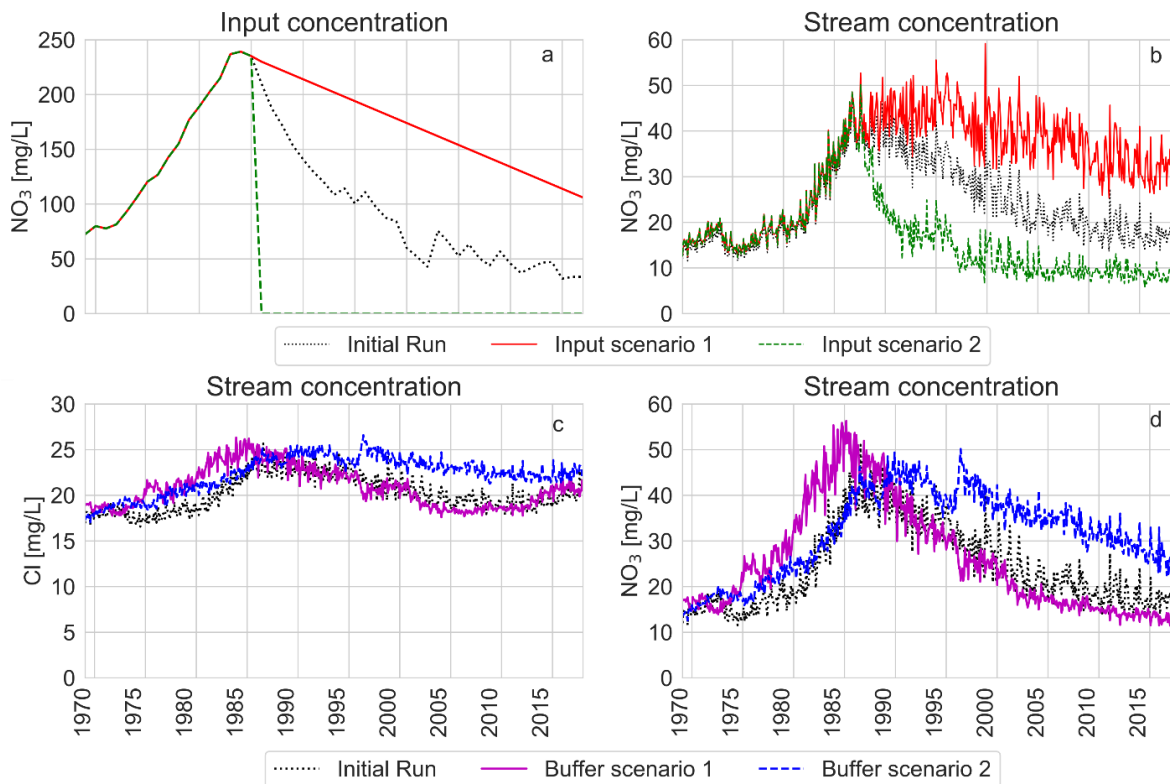 Input concentration
Stream concentration
a
b
NO₃ [mg/L]
250
200
150
100
50
0
NO₃ [mg/L]
60
50
40
30
20
10
0
Initial Run
Input scenario 1
Input scenario 2
Stream concentration
Stream concentration
c
d
Cl [mg/L]
30
25
20
15
10
5
0
NO₃ [mg/L]
60
50
40
30
20
10
0
1970 1975 1980 1985 1990 1995 2000 2005 2010 2015
1970 1975 1980 1985 1990 1995 2000 2005 2010 2015
Initial Run
Buffer scenario 1
Buffer scenario 2